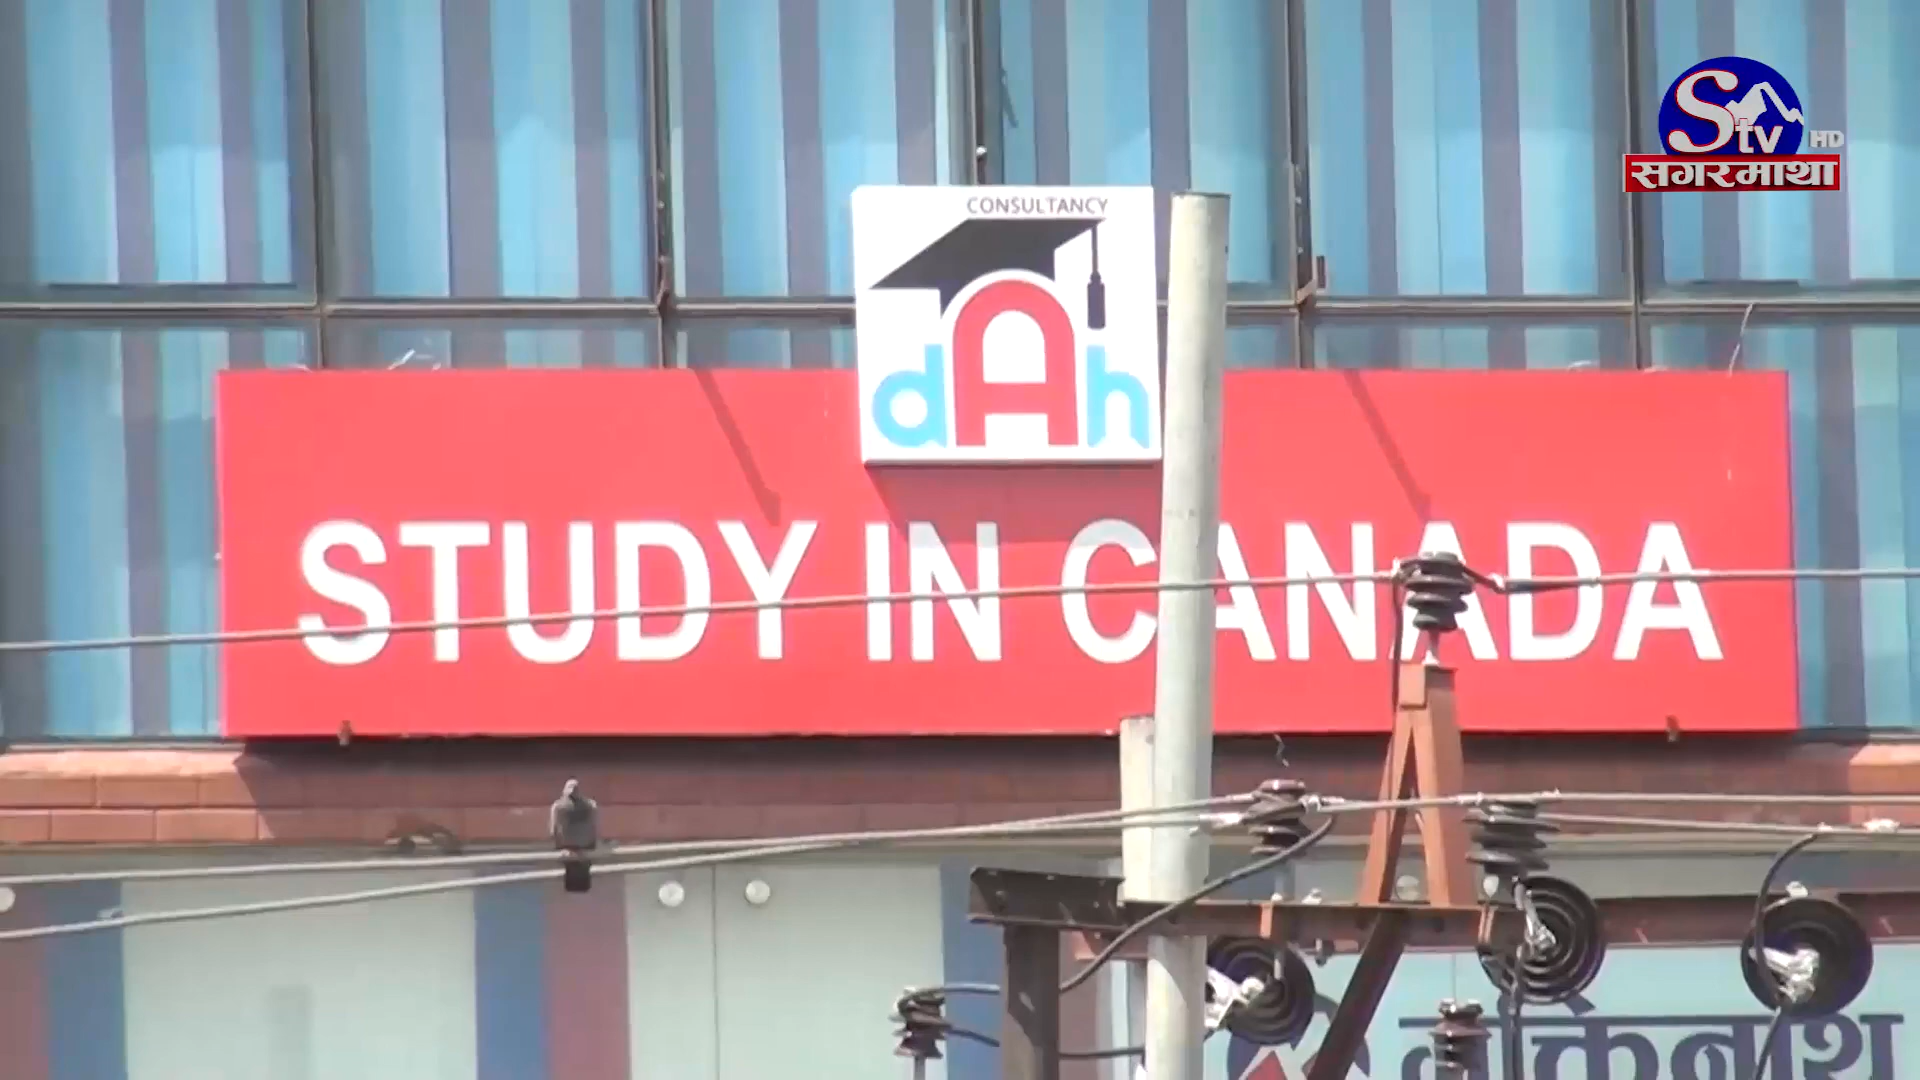 Stv HD
सगरमाथा
CONSULTANCY
dAh
STUDY IN CANADA